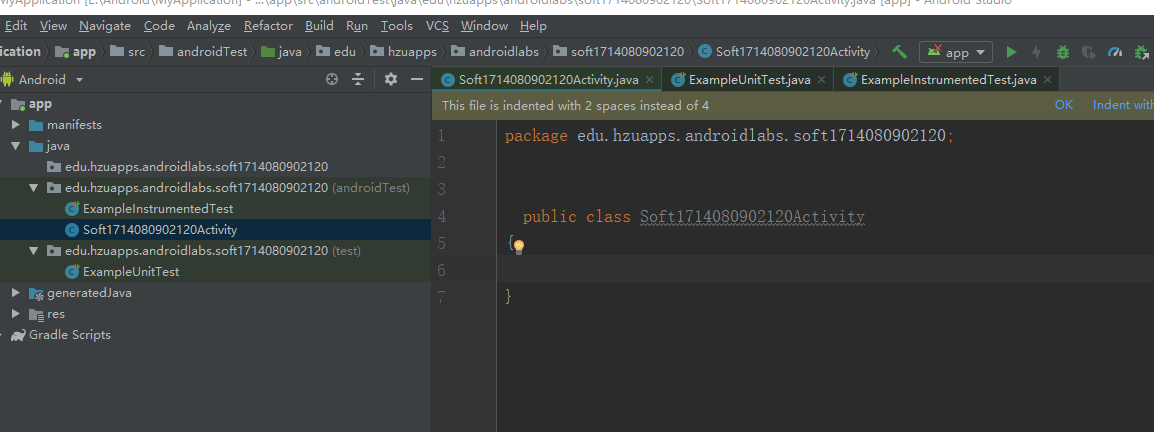 MyApplication [E:\Android\MyApplication] - ...\app\src\androidTest\java\edu\hzuapps\androidlabs\soft1714080902120\Soft1714080902120Activity.java [app] - Android Studio
Edit View Navigate Code Analyze Refactor Build Run Tools VCS Window Help
ication app src androidTest java edu hzuapps androidlabs soft1714080902120 Soft1714080902120Activity app
Android Soft1714080902120Activity.java ExampleUnitTest.java ExampleInstrumentedTest.java
app
This file is indented with 2 spaces instead of 4 OK Indent with
manifests
java
edu.hzuapps.androidlabs.soft1714080902120
edu.hzuapps.androidlabs.soft1714080902120 (androidTest)
ExampleInstrumentedTest
Soft1714080902120Activity
edu.hzuapps.androidlabs.soft1714080902120 (test)
ExampleUnitTest
generatedJava
res
Gradle Scripts
1 package edu.hzuapps.androidlabs.soft1714080902120;
2
3
4 public class Soft1714080902120Activity
5 {
6
7 }